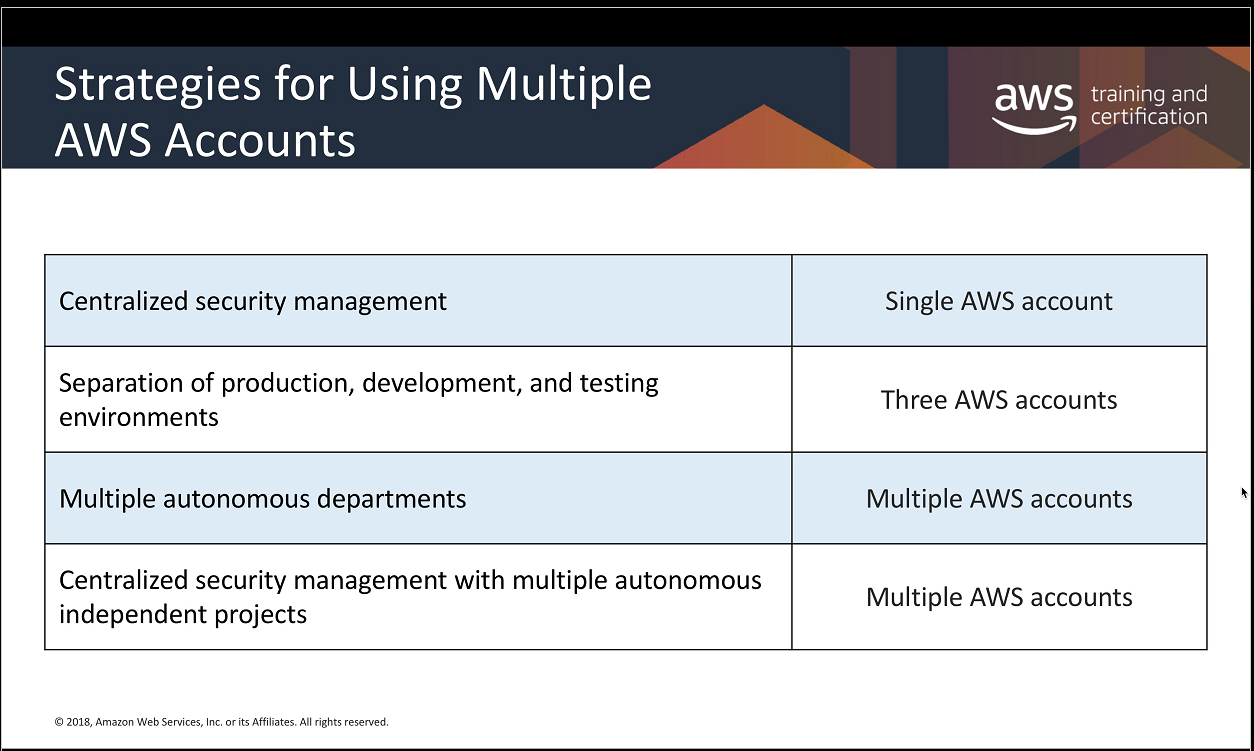 Strategies for Using Multiple
AWS Accounts
aws
training and
certification
Centralized security management
Single AWS account
Separation of production, development, and testing
environments
Three AWS accounts
Multiple autonomous departments
Multiple AWS accounts
Centralized security management with multiple autonomous
independent projects
Multiple AWS accounts
© 2018, Amazon Web Services, Inc. or its Affiliates. All rights reserved.